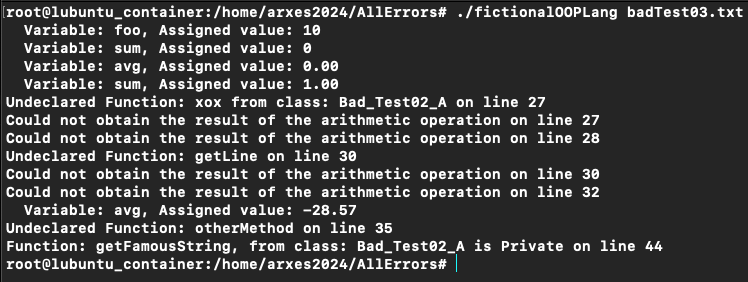 root@lubuntu_container:/home/arxes2024/AllErrors# ./fictionalOOPLang badTest03.txt
Variable: foo, Assigned value: 10
Variable: sum, Assigned value: 0
Variable: avg, Assigned value: 0.00
Variable: sum, Assigned value: 1.00
Undeclared Function: xox from class: Bad_Test02_A on line 27
Could not obtain the result of the arithmetic operation on line 27
Could not obtain the result of the arithmetic operation on line 28
Undeclared Function: getLine on line 30
Could not obtain the result of the arithmetic operation on line 30
Could not obtain the result of the arithmetic operation on line 32
Variable: avg, Assigned value: -28.57
Undeclared Function: otherMethod on line 35
Function: getFamousString, from class: Bad_Test02_A is Private on line 44
root@lubuntu_container:/home/arxes2024/AllErrors#